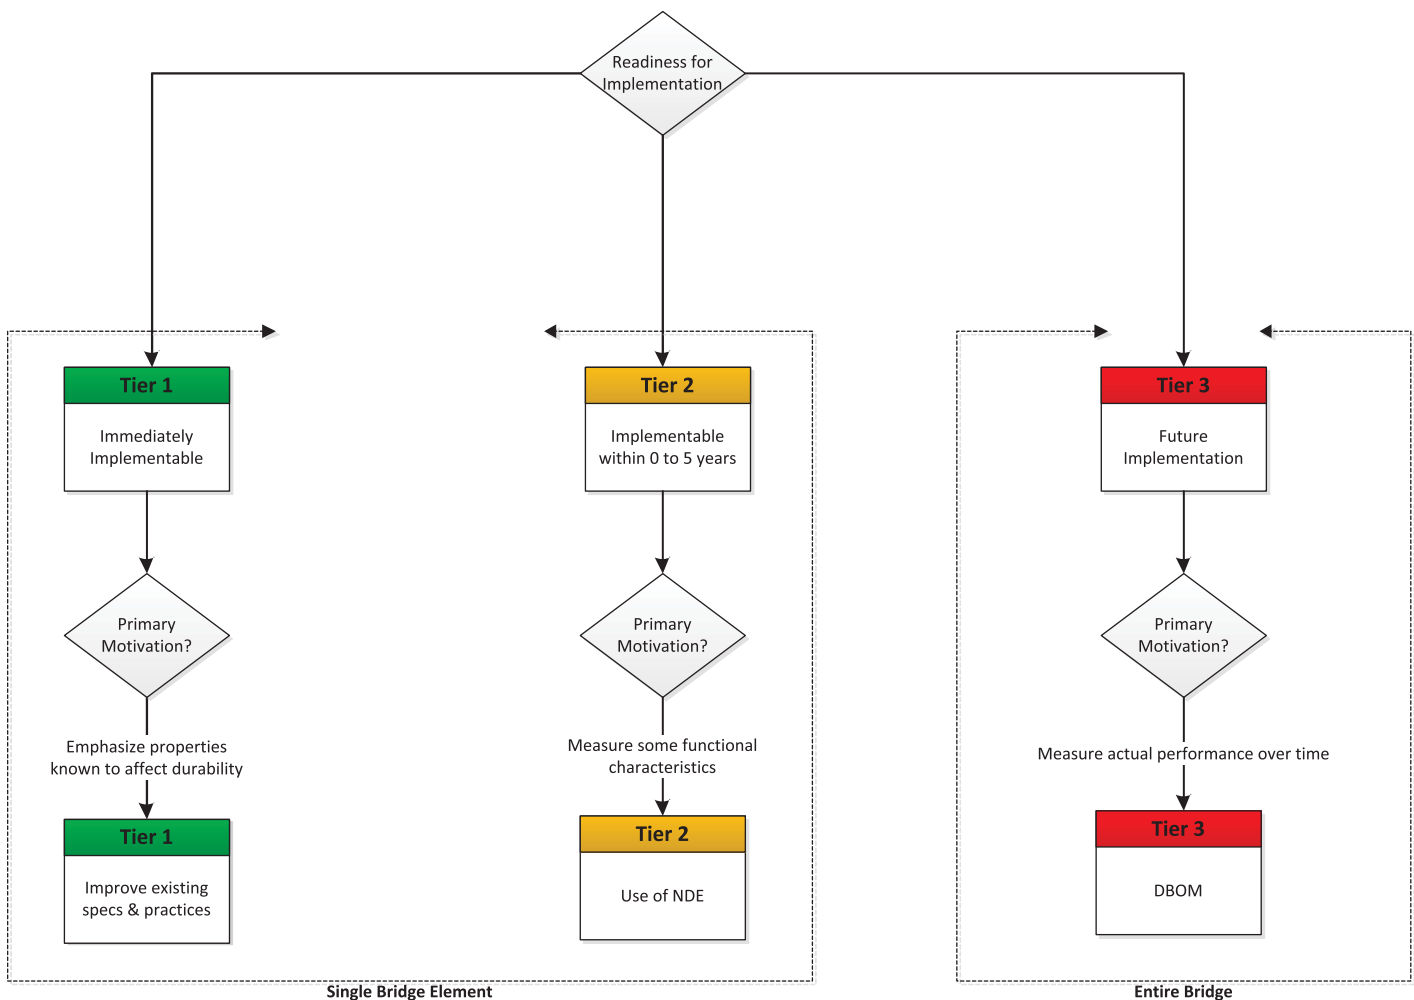 Readiness for
Implementation
Tier 1
Immediately
Implementable
Primary
Motivation?
Emphasize properties
known to affect durability
Tier 1
Improve existing
specs & practices
Tier 2
Implementable
within 0 to 5 years
Primary
Motivation?
Measure some functional
characteristics
Tier 2
Use of NDE
Single Bridge Element
Tier 3
Future
Implementation
Primary
Motivation?
Measure actual performance over time
Tier 3
DBOM
Entire Bridge